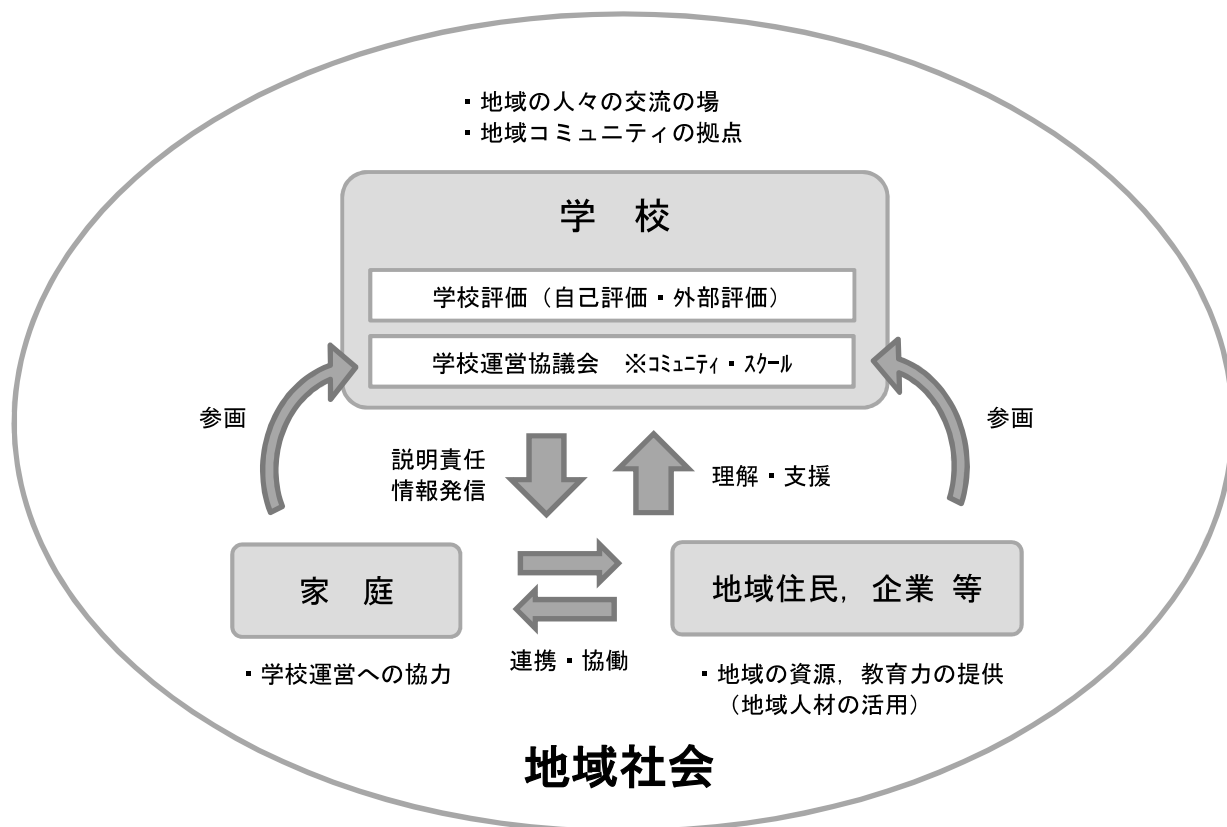 ・地域の人々の交流の場
・地域コミュニティの拠点
学　校
学校評価（自己評価・外部評価）
学校運営協議会　※ｺﾐｭﾆﾃｨ・ｽｸｰﾙ
参画
参画
説明責任
情報発信
理解・支援
家　庭
地域住民，企業 等
連携・協働
・学校運営への協力
・地域の資源，教育力の提供
（地域人材の活用）
地域社会